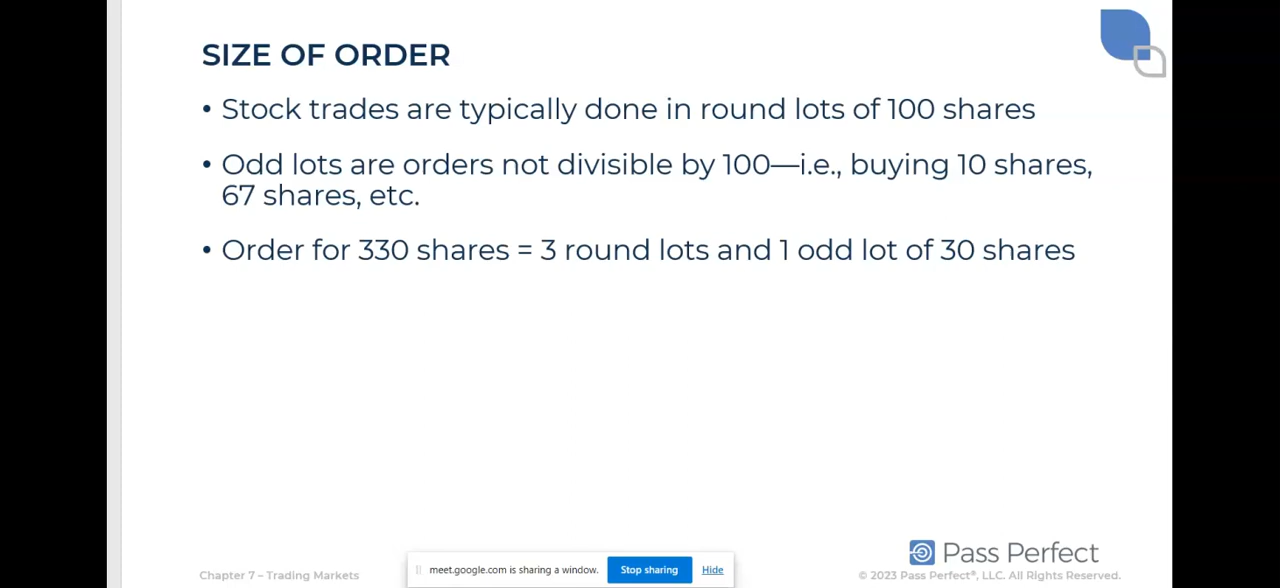 SIZE OF ORDER
• Stock trades are typically done in round lots of 100 shares
• Odd lots are orders not divisible by 100—i.e., buying 10 shares,
67 shares, etc.
• Order for 330 shares = 3 round lots and 1 odd lot of 30 shares
Pass Perfect
Chapter 7 – Trading Markets
meet.google.com is sharing a window. Stop sharing Hide
© 2023 Pass Perfect®, LLC. All Rights Reserved.